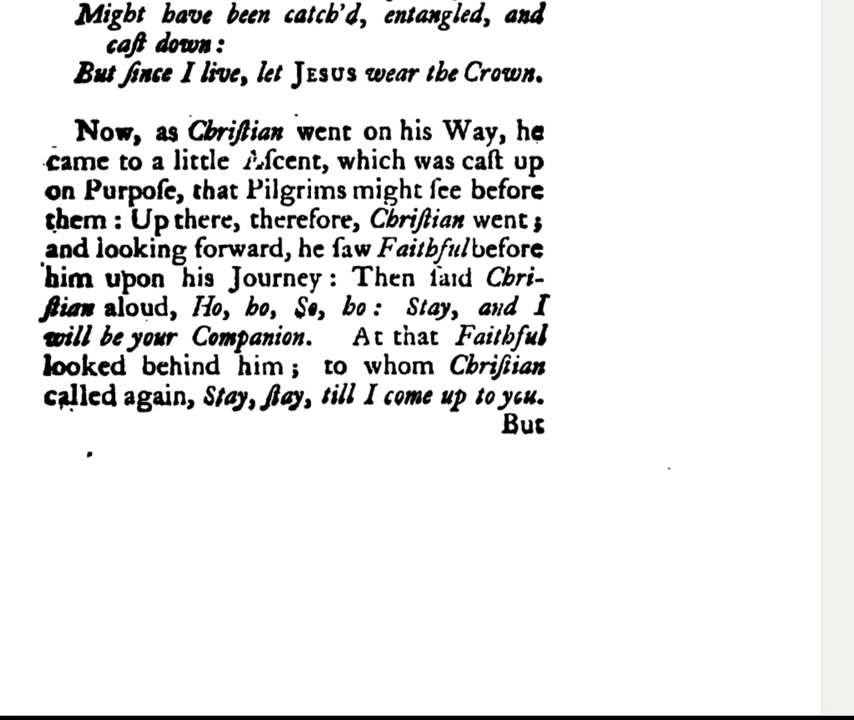 Might have been catch'd, entangled, and
caſt down:
But ſince I live, let JESUS wear the Crown.
Now, as Chriſtian went on his Way, he
came to a little Aſcent, which was caſt up
on Purpoſe, that Pilgrims might ſee before
them: Up there, therefore, Chriſtian went;
and looking forward, he ſaw Faithful before
him upon his Journey: Then ſaid Chri-
ſtian aloud, Ho, ho, So, ho: Stay, and I
will be your Companion. At that Faithful
looked behind him; to whom Chriſtian
called again, Stay, ſtay, till I come up to you.
But